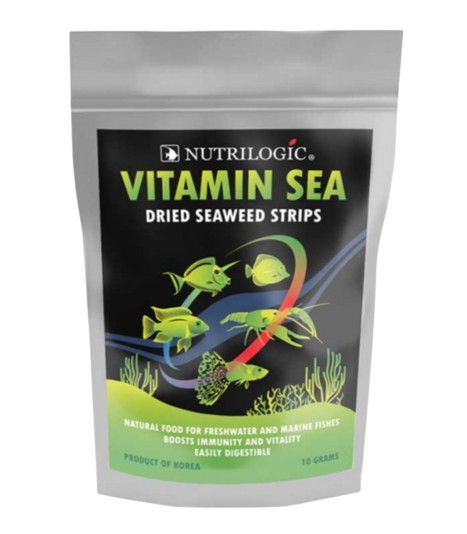 NUTRILOGIC®
VITAMIN SEA
DRIED SEAWEED STRIPS
NATURAL FOOD FOR FRESHWATER AND MARINE FISHES
BOOSTS IMMUNITY AND VITALITY
EASILY DIGESTIBLE
PRODUCT OF KOREA
10 GRAMS